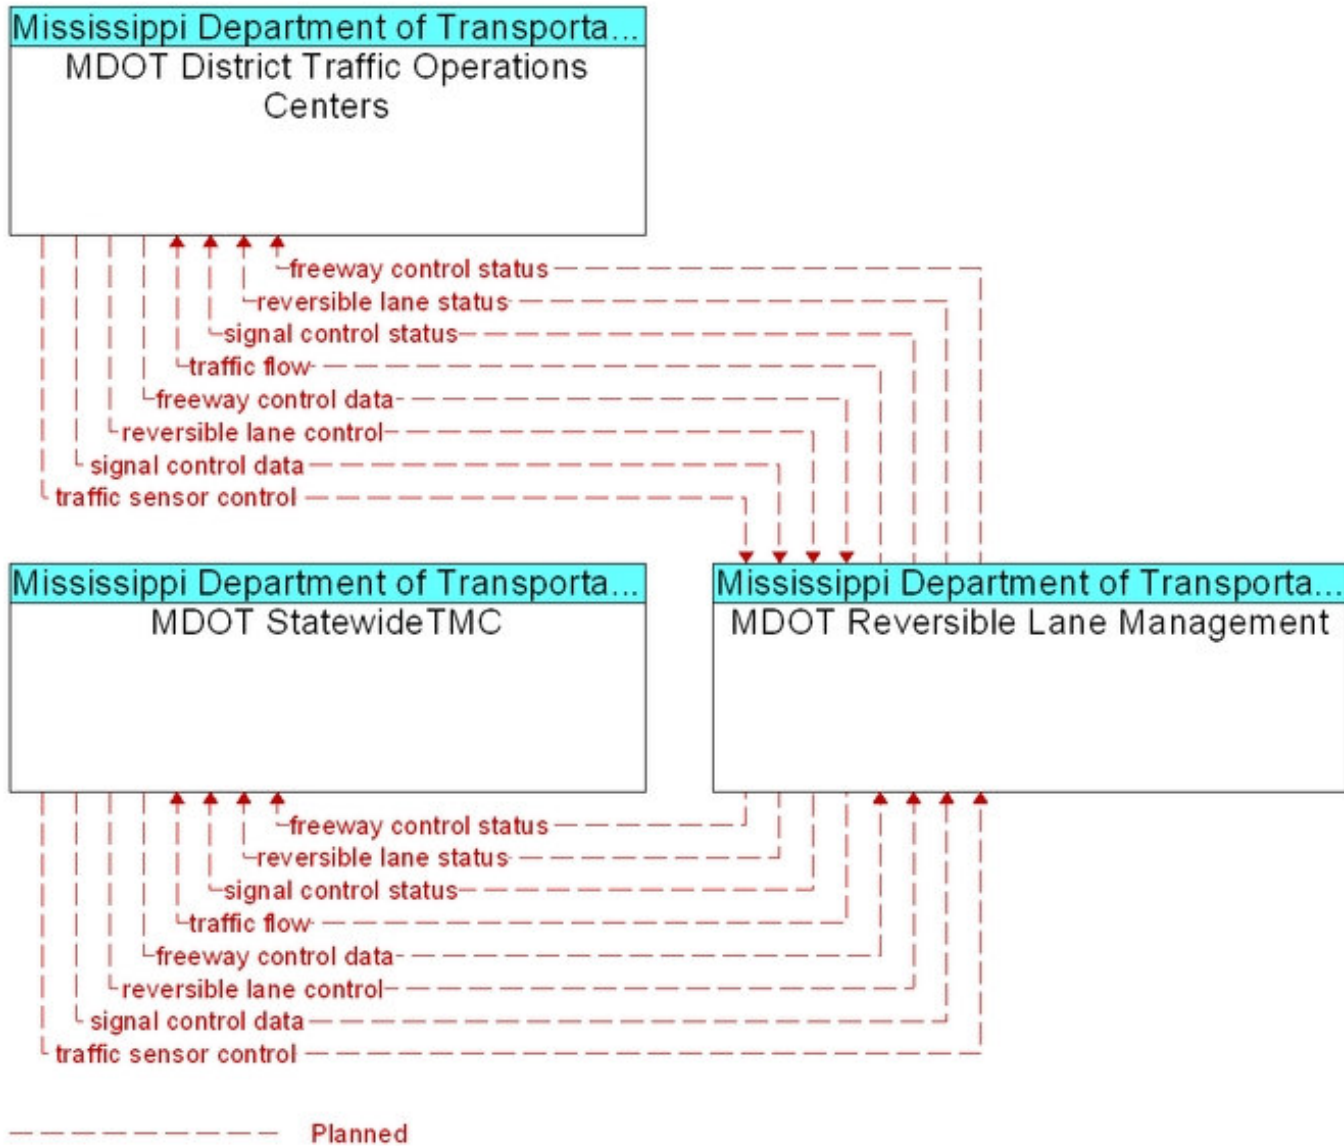 Mississippi Department of Transporta...
MDOT District Traffic Operations
Centers
freeway control status
reversible lane status
signal control status
traffic flow
freeway control data
reversible lane control
signal control data
traffic sensor control
Mississippi Department of Transporta...
MDOT StatewideTMC
Mississippi Department of Transporta...
MDOT Reversible Lane Management
freeway control status
reversible lane status
signal control status
traffic flow
freeway control data
reversible lane control
signal control data
traffic sensor control
Planned